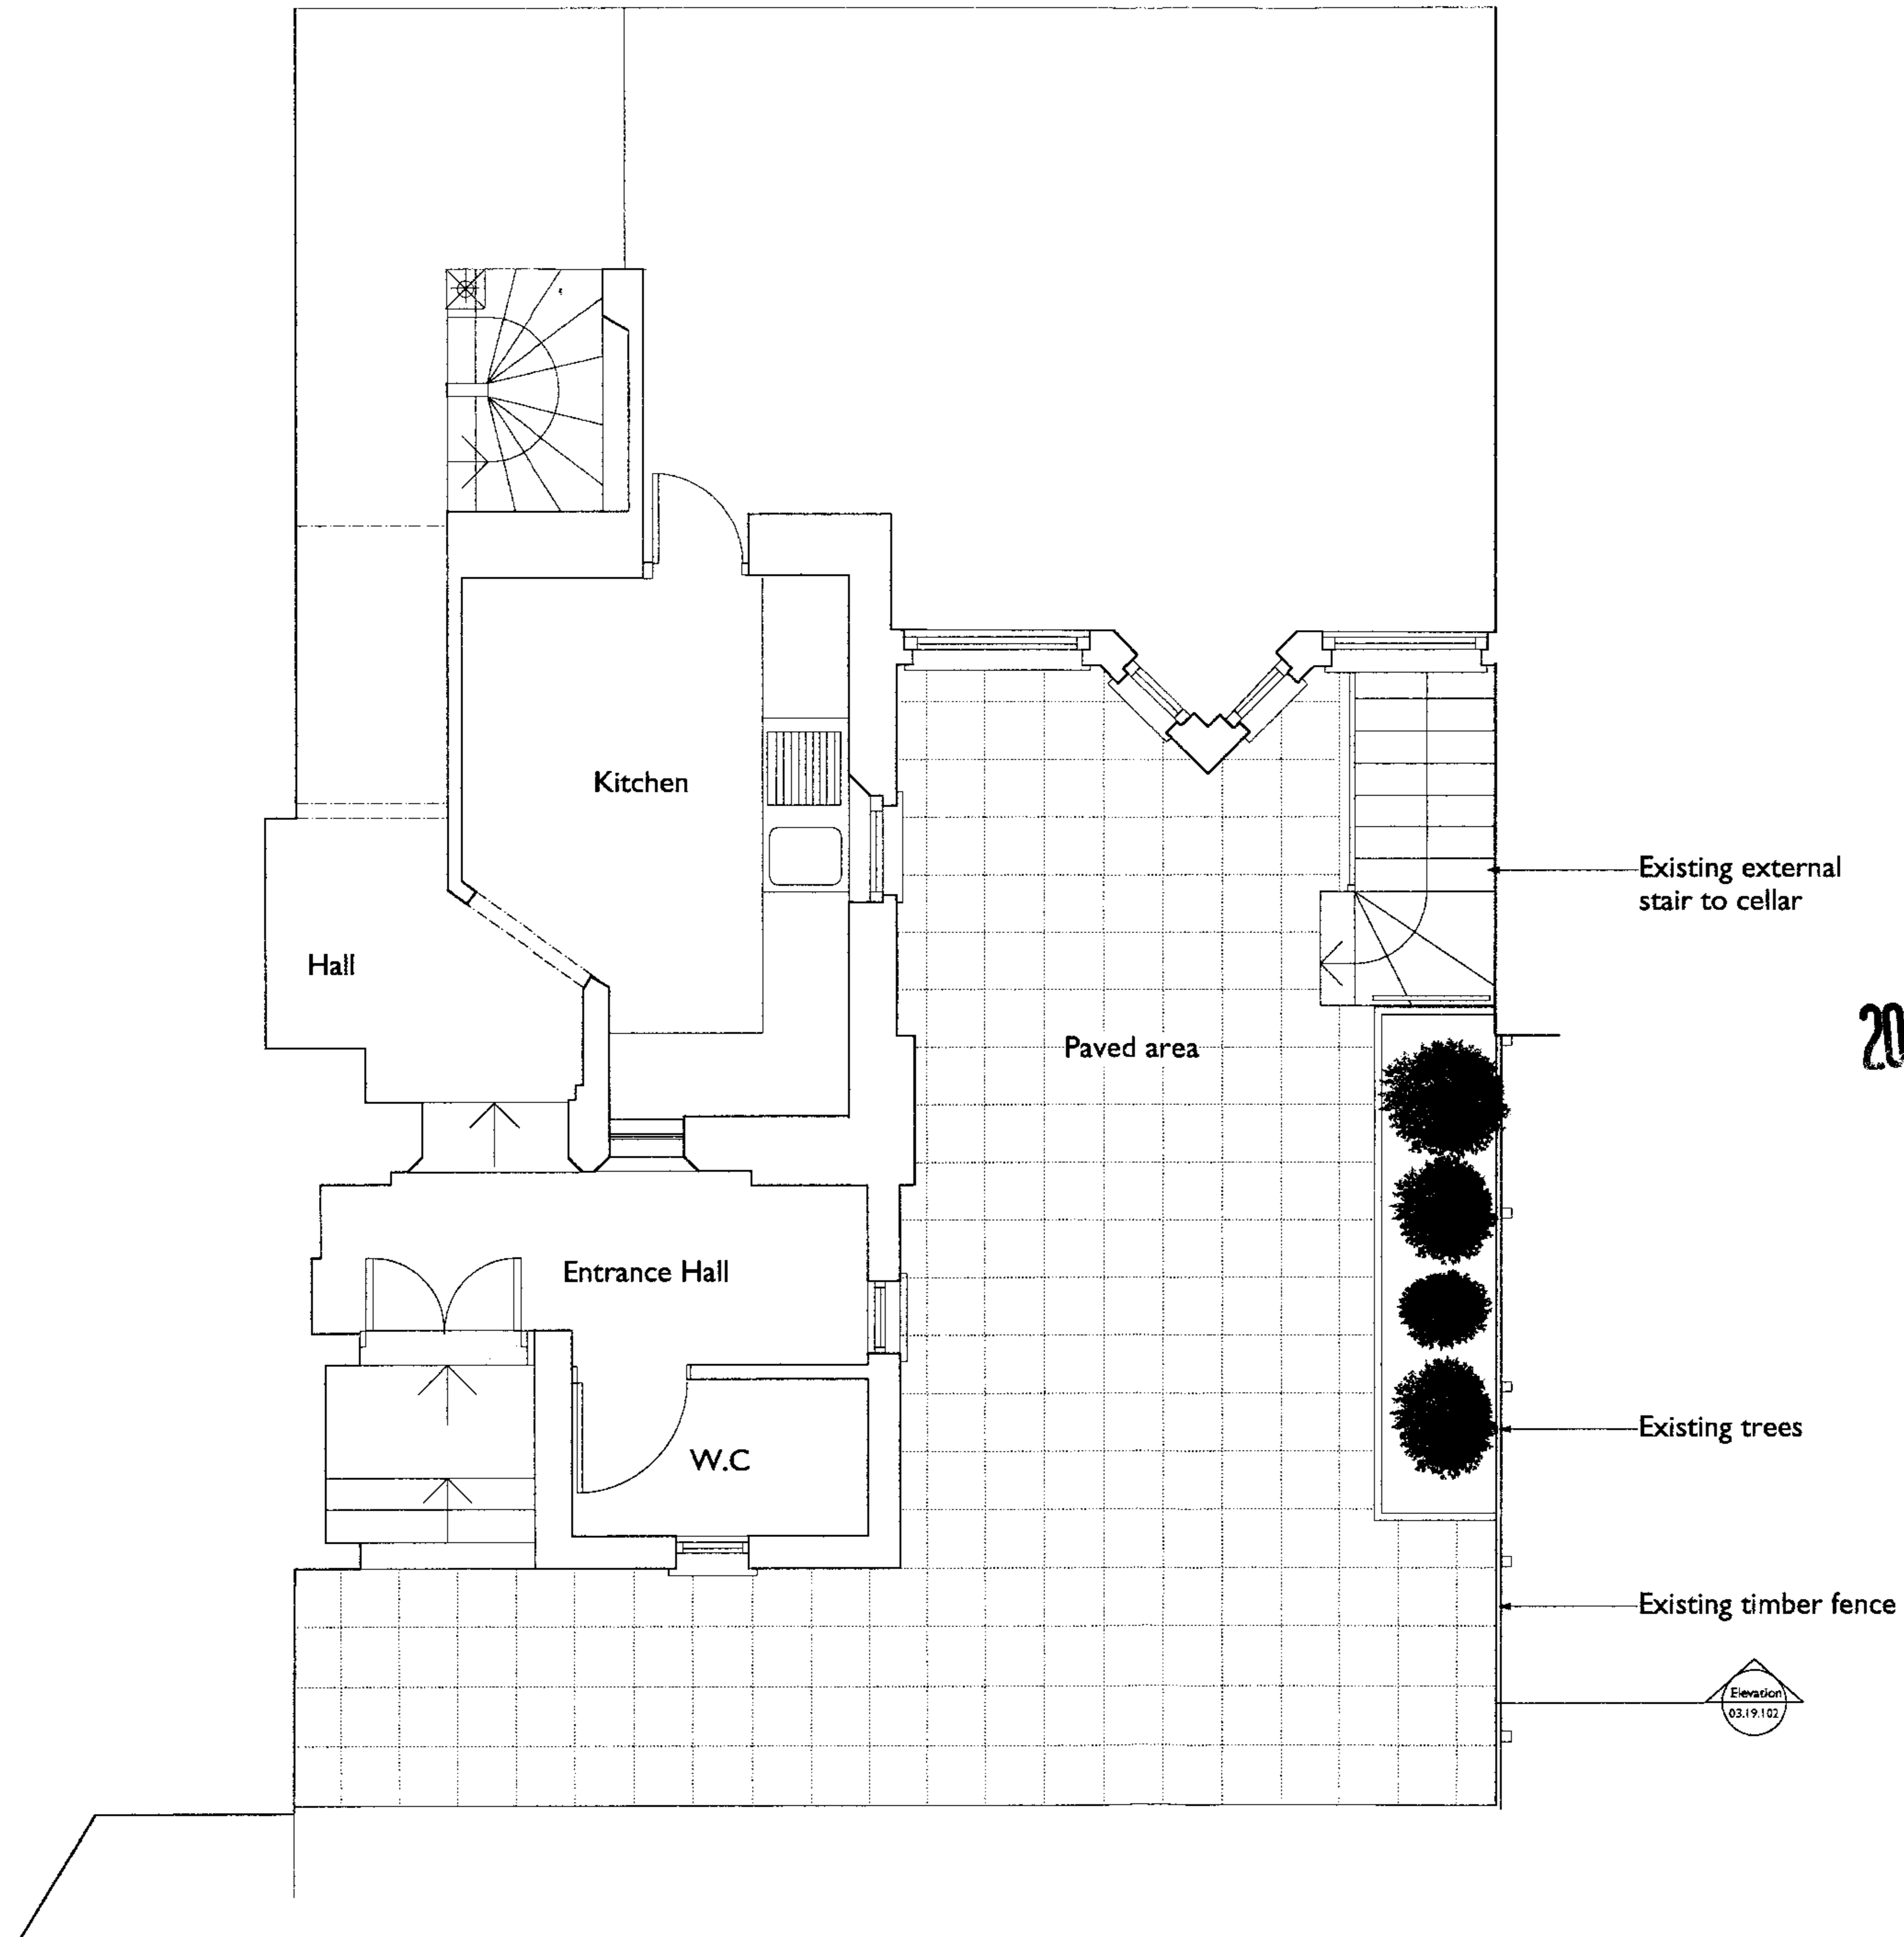 Kitchen
Existing external
stair to cellar
Hall
20
Paved area
Entrance Hall
Existing trees
W.C
Existing timber fence
Elevation
03.19.102